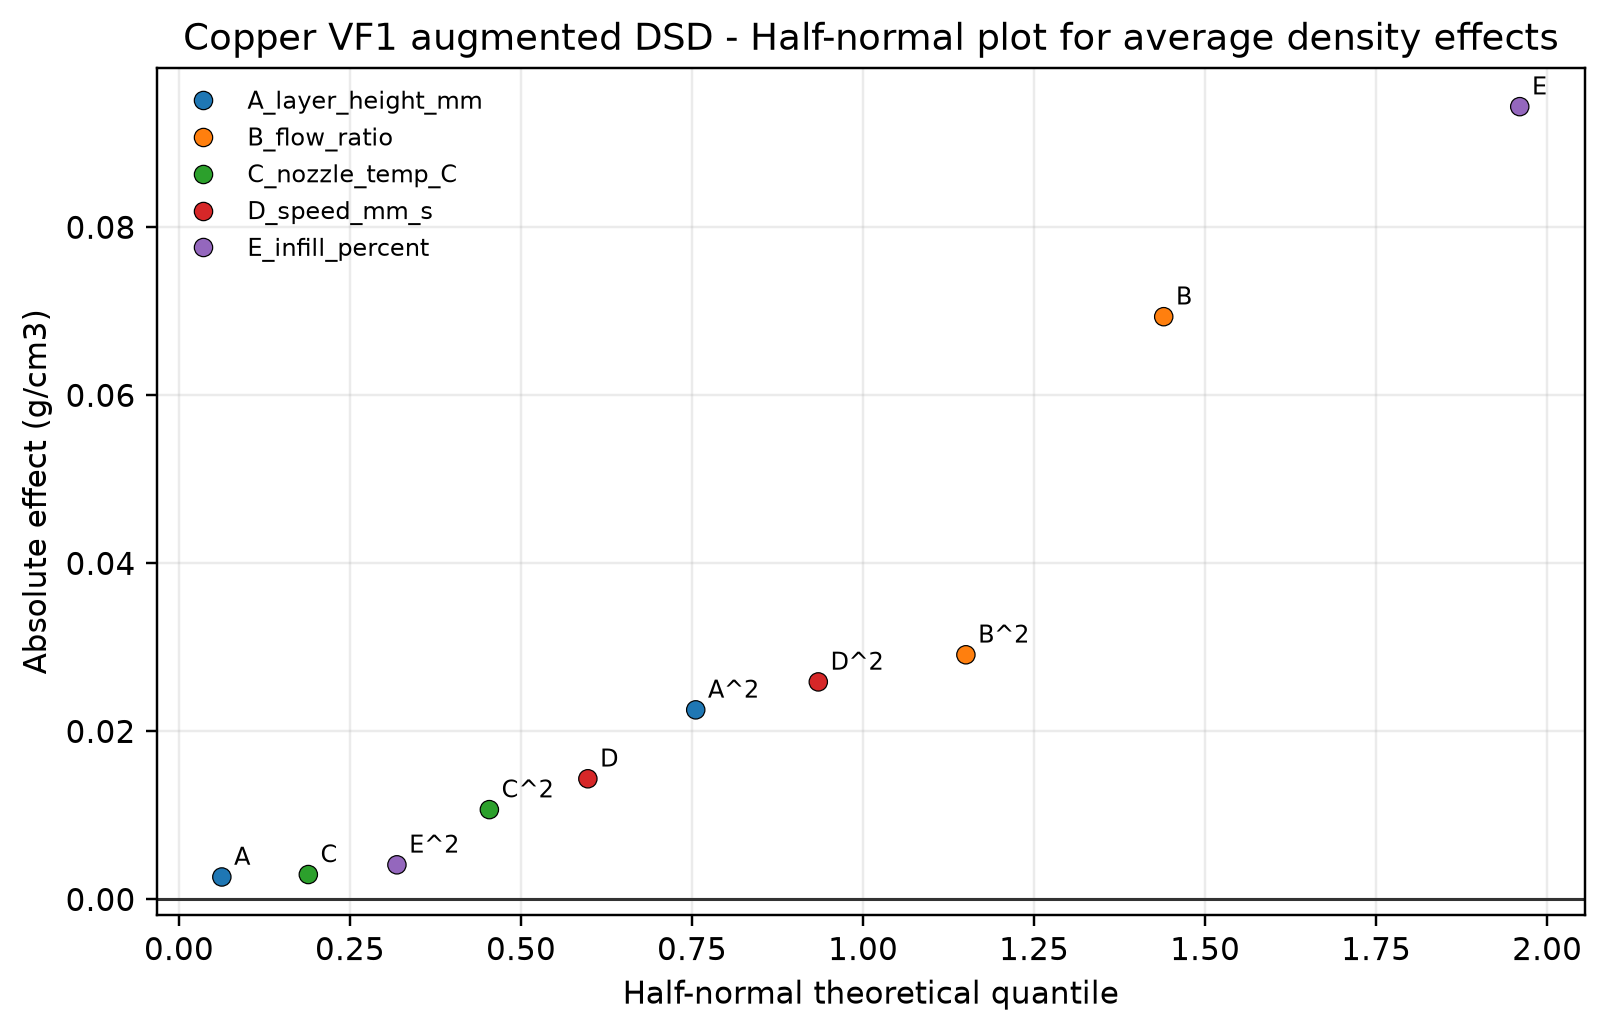 Copper VF1 augmented DSD - Half-normal plot for average density effects
A_layer_height_mm
B_flow_ratio
C_nozzle_temp_C
D_speed_mm_s
E_infill_percent
E
B
B^2
D^2
A^2
D
C^2
E^2
C
A
Absolute effect (g/cm3)
0.08
0.06
0.04
0.02
0.00
0.00 0.25 0.50 0.75 1.00 1.25 1.50 1.75 2.00
Half-normal theoretical quantile